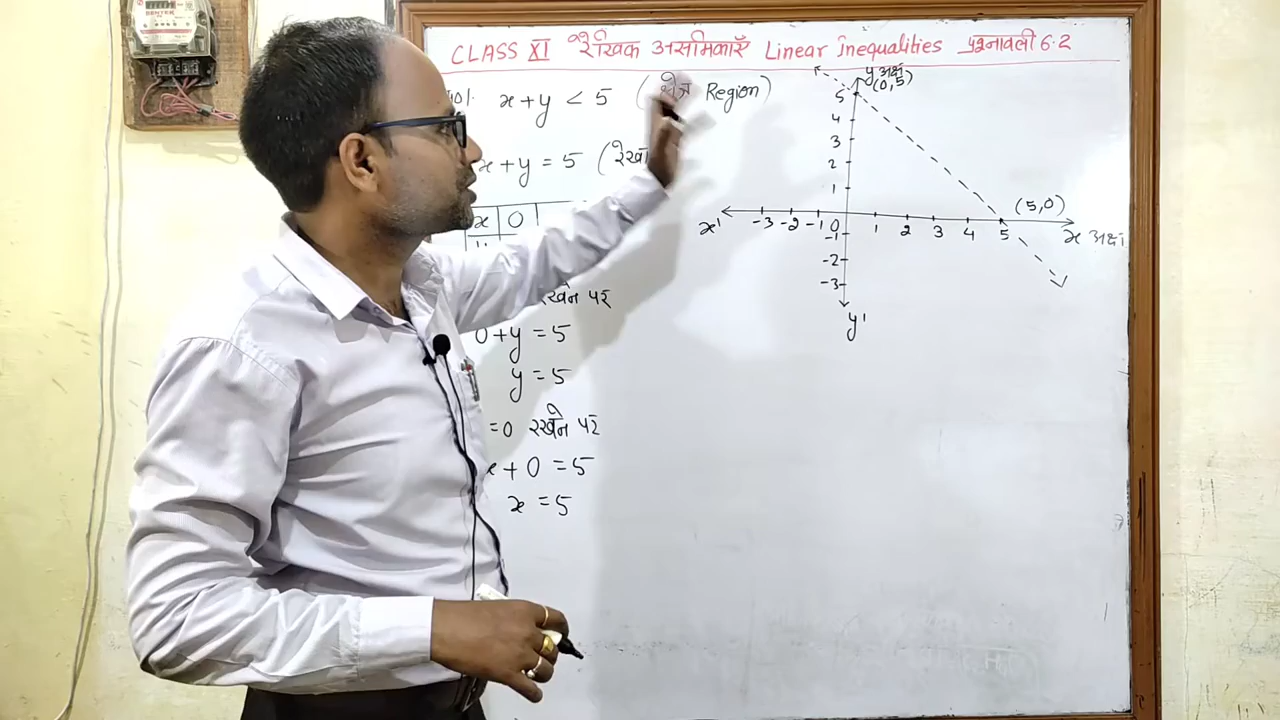 CLASS XI रैखिक असमिकाएँ Linear Inequalities प्रश्नावली 6.2
x+y < 5 ( Region)
x+y = 5 (रेखा
x 0
रखने पर
0+y = 5
y = 5
=0 रखने पर
x + 0 = 5
x = 5
y अक्ष
(0,5)
5
4
3
2
1
(5,0)
x' -3 -2 -1 0 1 2 3 4 5 x अक्ष
-1
-2
-3
y'